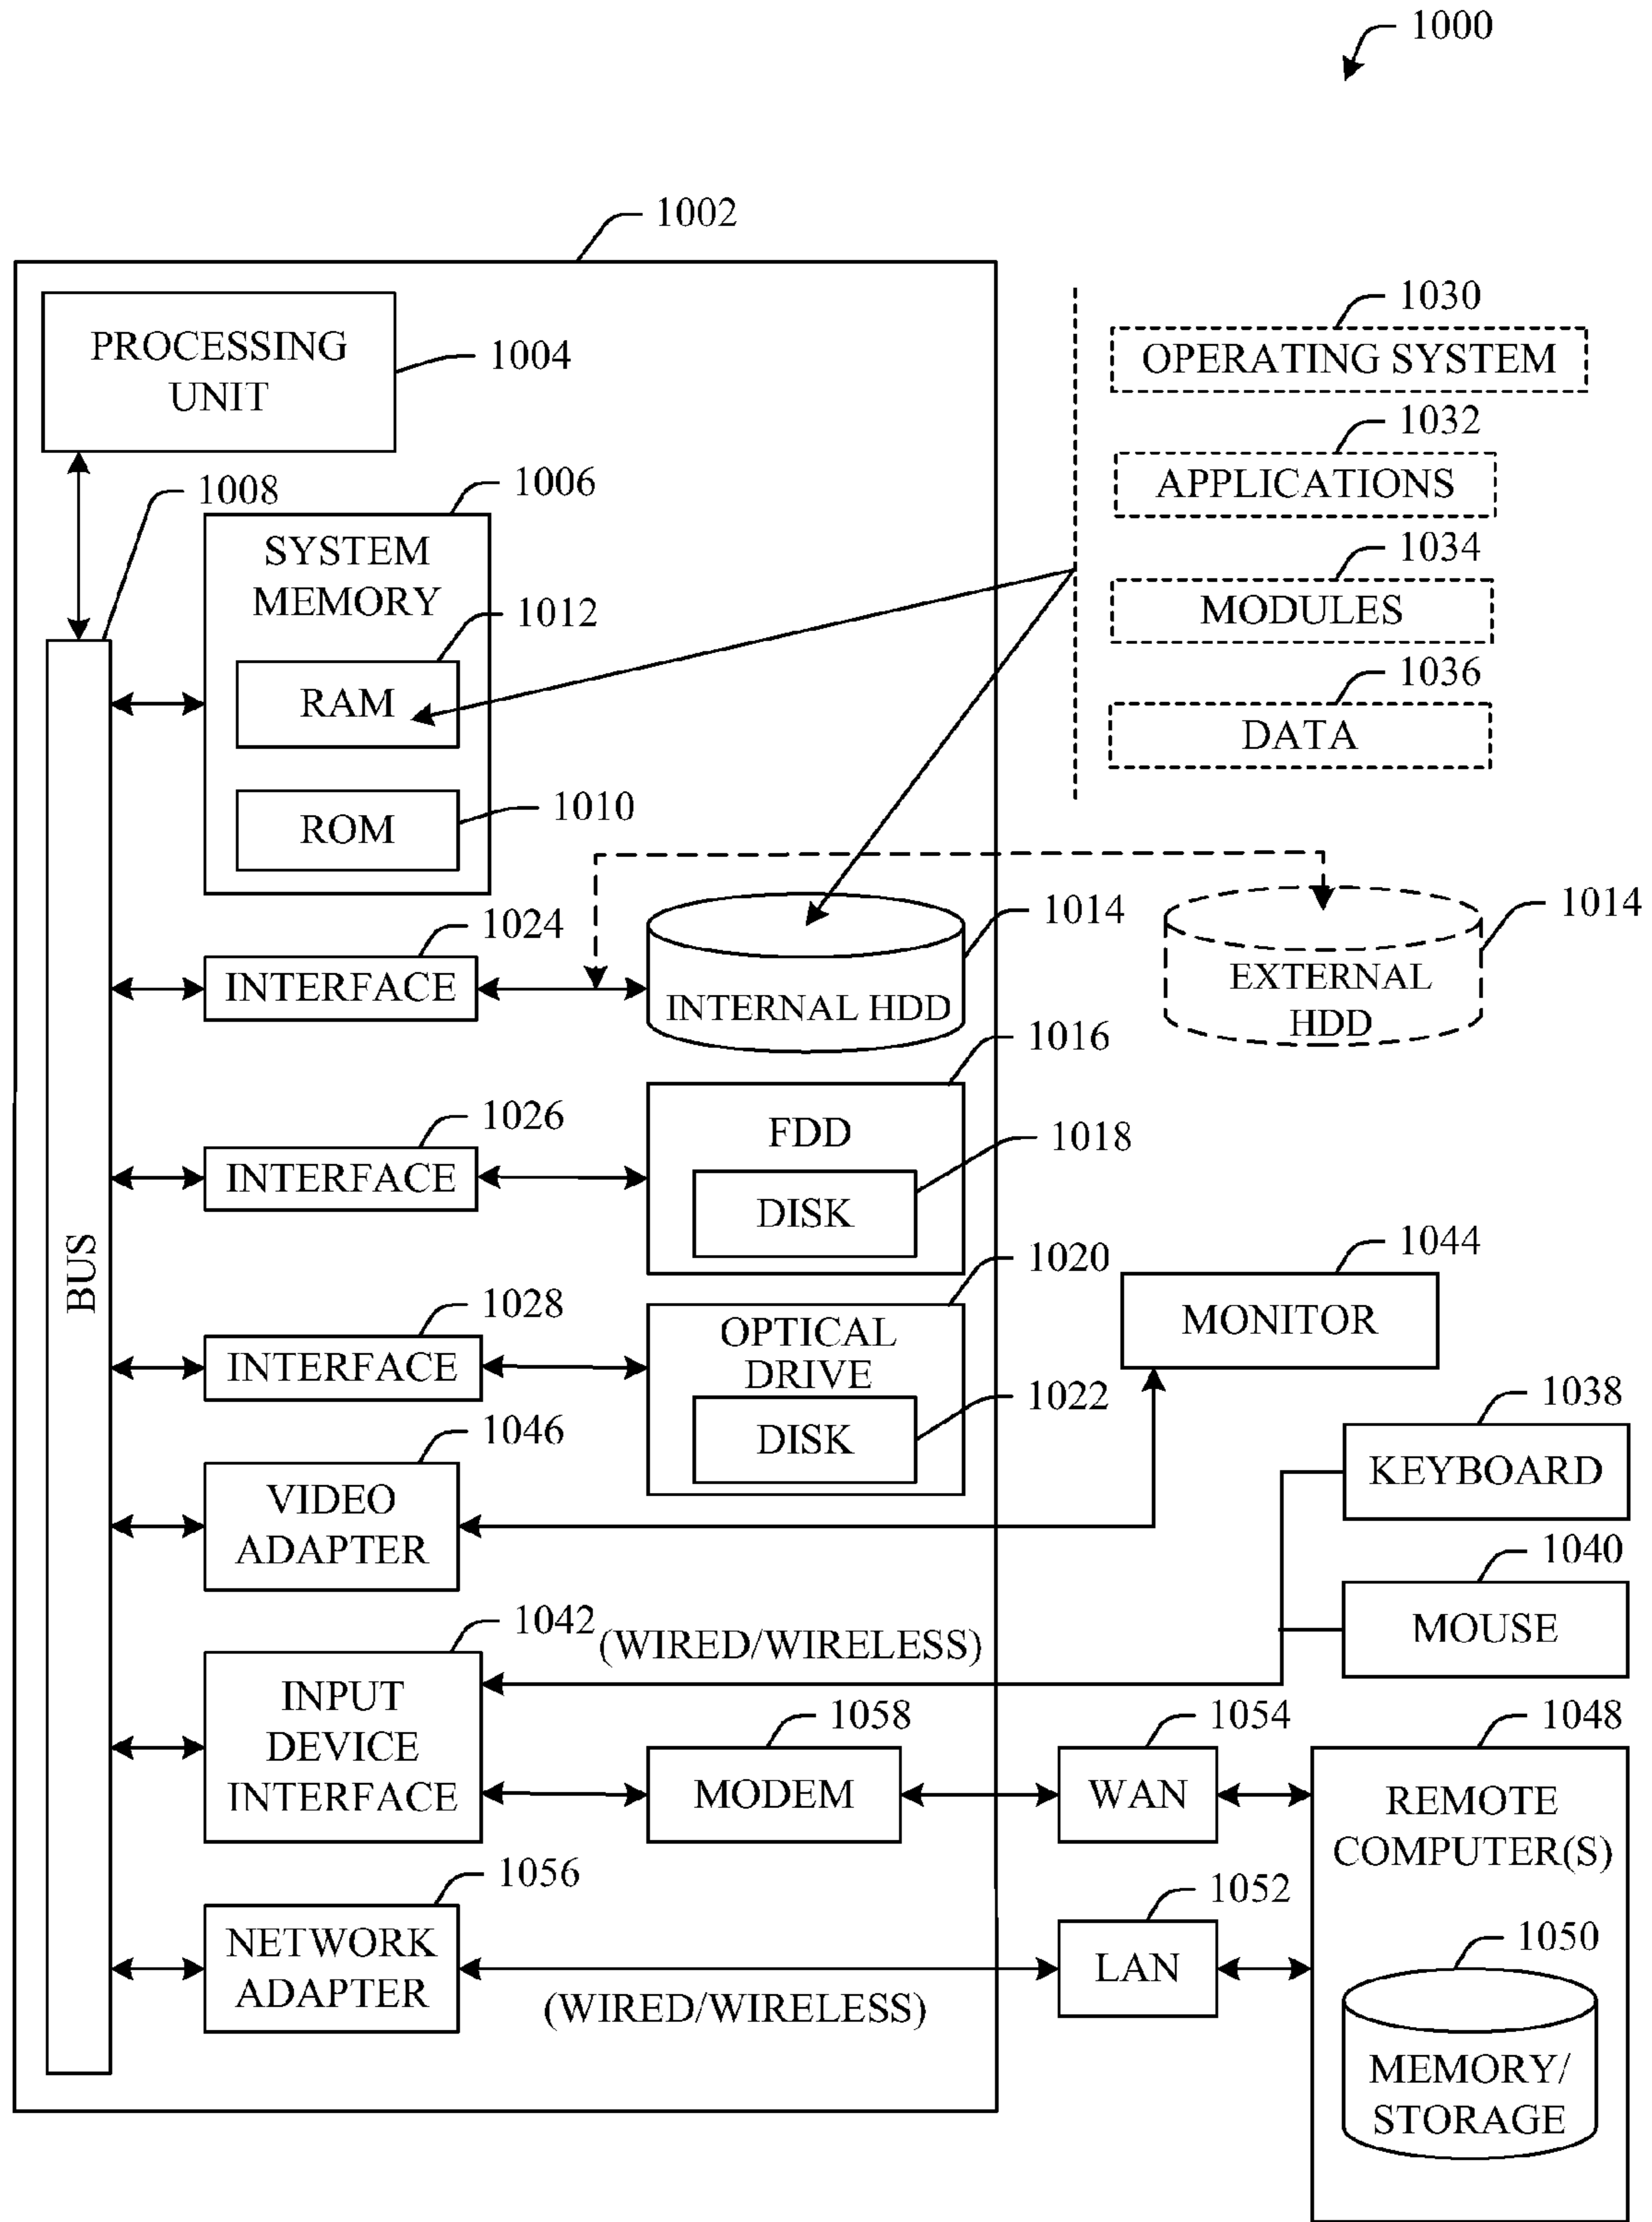 1000
1002
PROCESSING
UNIT
1004
1030
OPERATING SYSTEM
1032
APPLICATIONS
1034
MODULES
1036
DATA
1008
1006
SYSTEM
MEMORY
1012
RAM
1010
ROM
BUS
1024
INTERFACE
1014
INTERNAL HDD
1014
EXTERNAL
HDD
1026
INTERFACE
1016
FDD
1018
DISK
1028
INTERFACE
1020
OPTICAL
DRIVE
1022
DISK
1044
MONITOR
1046
VIDEO
ADAPTER
1038
KEYBOARD
1040
MOUSE
1042
(WIRED/WIRELESS)
INPUT
DEVICE
INTERFACE
1058
MODEM
1054
WAN
1048
REMOTE
COMPUTER(S)
1056
NETWORK
ADAPTER
(WIRED/WIRELESS)
1052
LAN
1050
MEMORY/
STORAGE